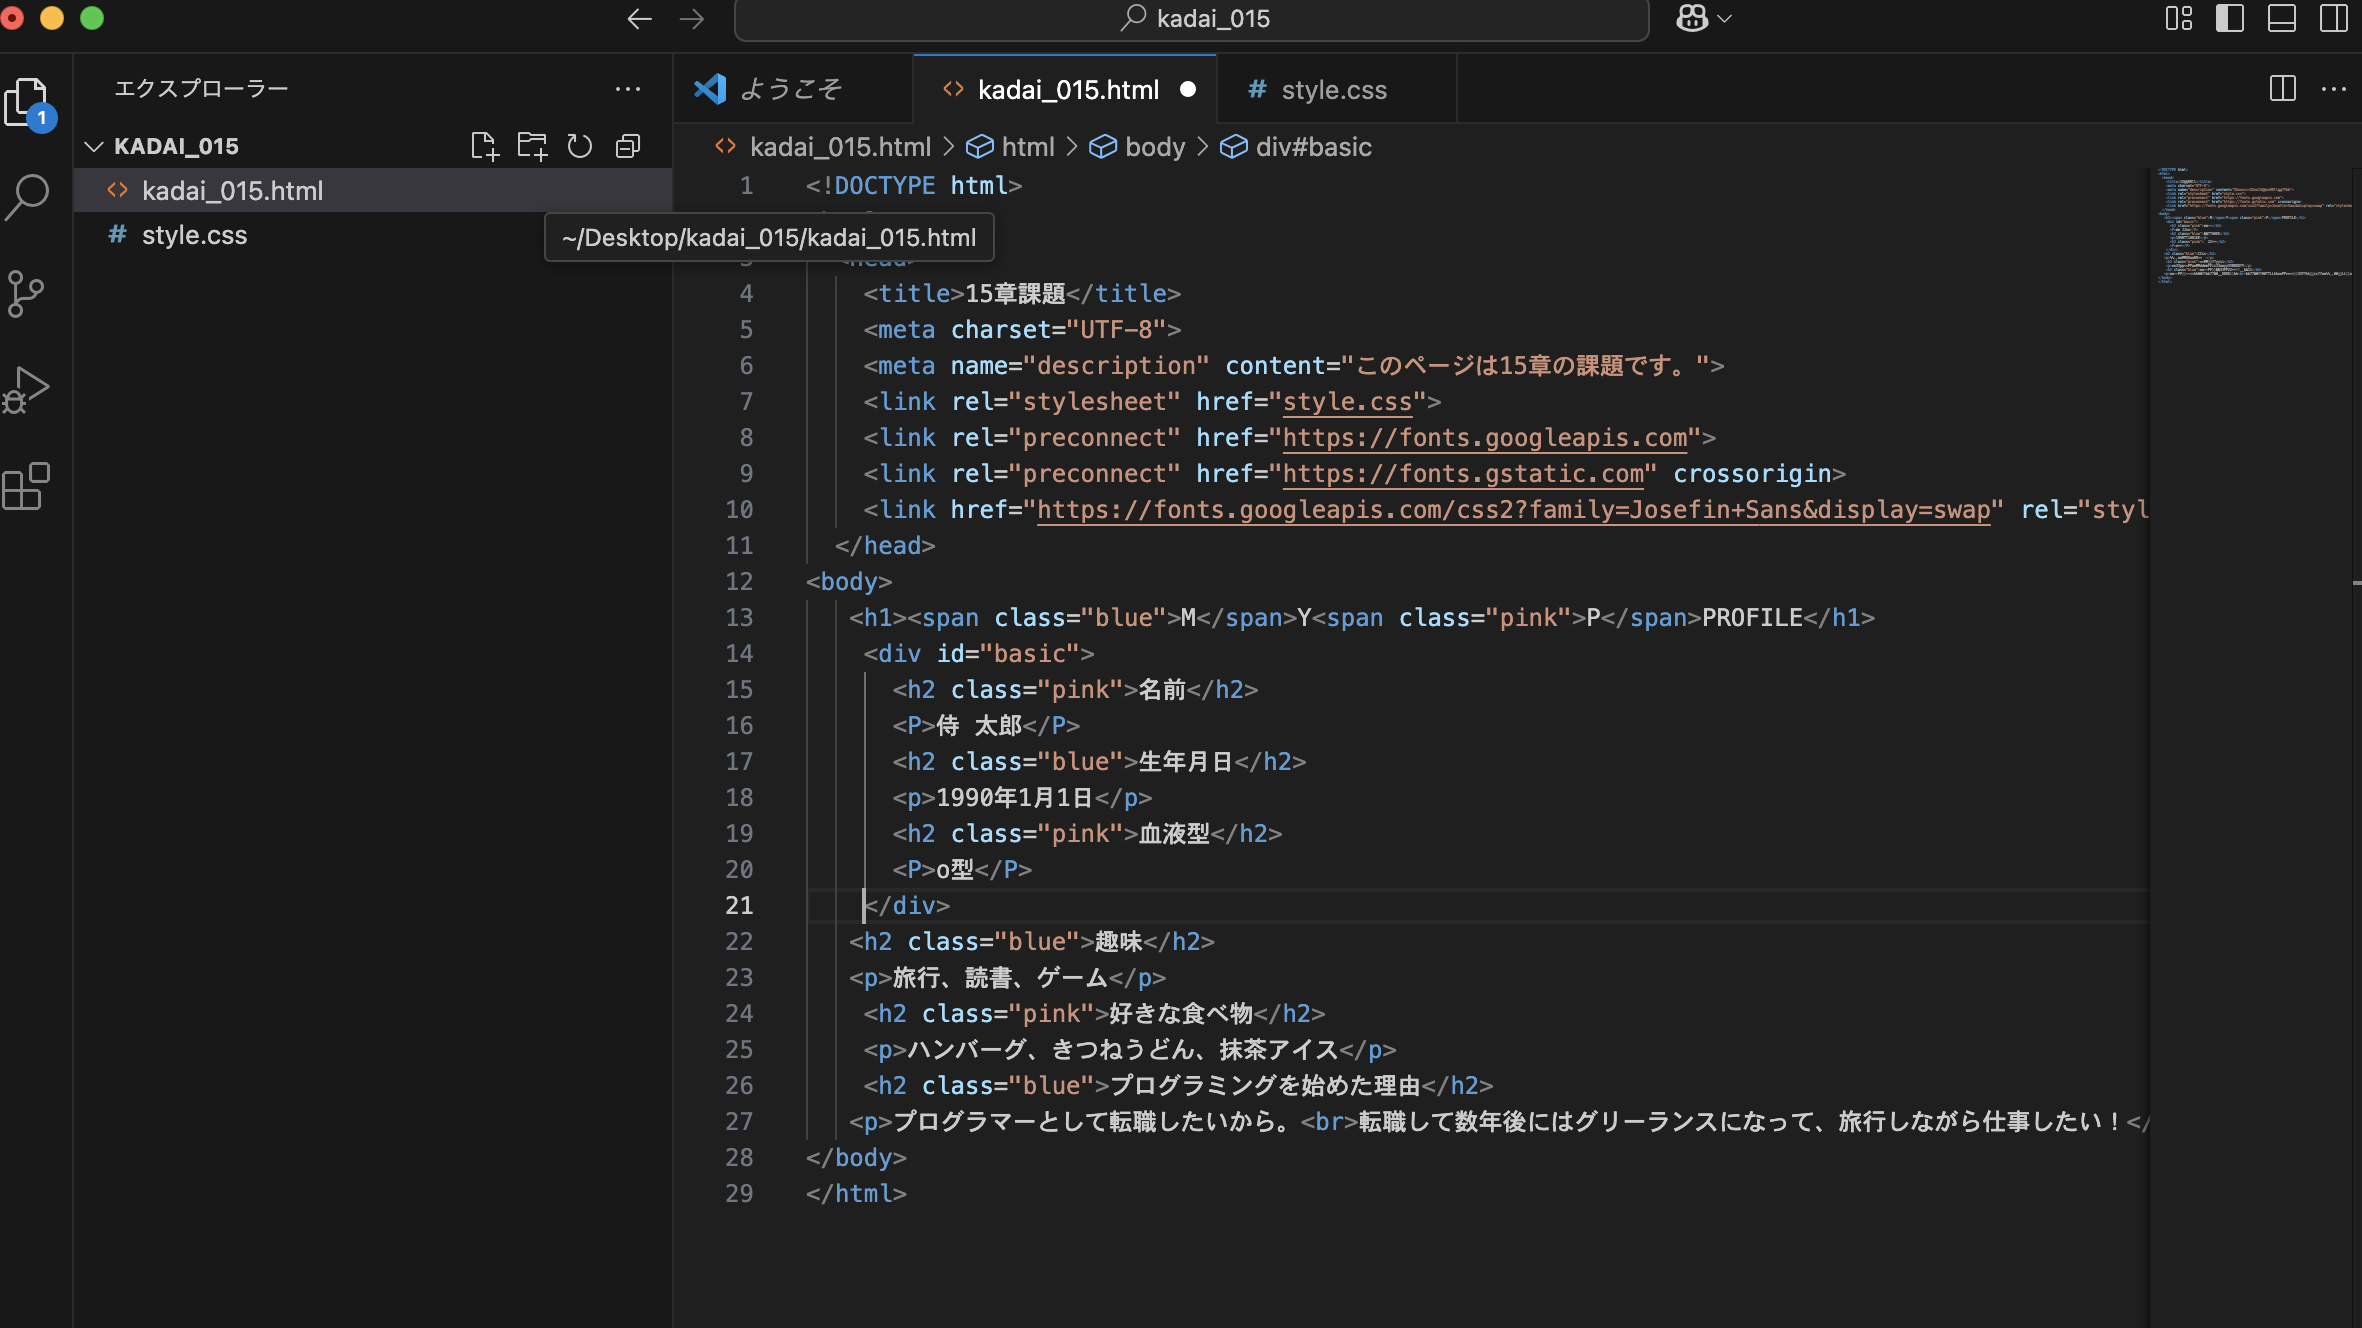 kadai_015
エクスプローラー
ようこそ
kadai_015.html
# style.css
1
KADAI_015
kadai_015.html > html > body > div#basic
kadai_015.html
# style.css
~/Desktop/kadai_015/kadai_015.html
1 <!DOCTYPE html>
<head>
4 <title>15章課題</title>
5 <meta charset="UTF-8">
6 <meta name="description" content="このページは15章の課題です。">
7 <link rel="stylesheet" href="style.css">
8 <link rel="preconnect" href="https://fonts.googleapis.com">
9 <link rel="preconnect" href="https://fonts.gstatic.com" crossorigin>
10 <link href="https://fonts.googleapis.com/css2?family=Josefin+Sans&display=swap" rel="styl
11 </head>
12 <body>
13 <h1><span class="blue">M</span>Y<span class="pink">P</span>PROFILE</h1>
14 <div id="basic">
15 <h2 class="pink">名前</h2>
16 <P>侍 太郎</P>
17 <h2 class="blue">生年月日</h2>
18 <p>1990年1月1日</p>
19 <h2 class="pink">血液型</h2>
20 <P>o型</P>
21 </div>
22 <h2 class="blue">趣味</h2>
23 <p>旅行、読書、ゲーム</p>
24 <h2 class="pink">好きな食べ物</h2>
25 <p>ハンバーグ、きつねうどん、抹茶アイス</p>
26 <h2 class="blue">プログラミングを始めた理由</h2>
27 <p>プログラマーとして転職したいから。<br>転職して数年後にはグリーランスになって、旅行しながら仕事したい！</
28 </body>
29 </html>